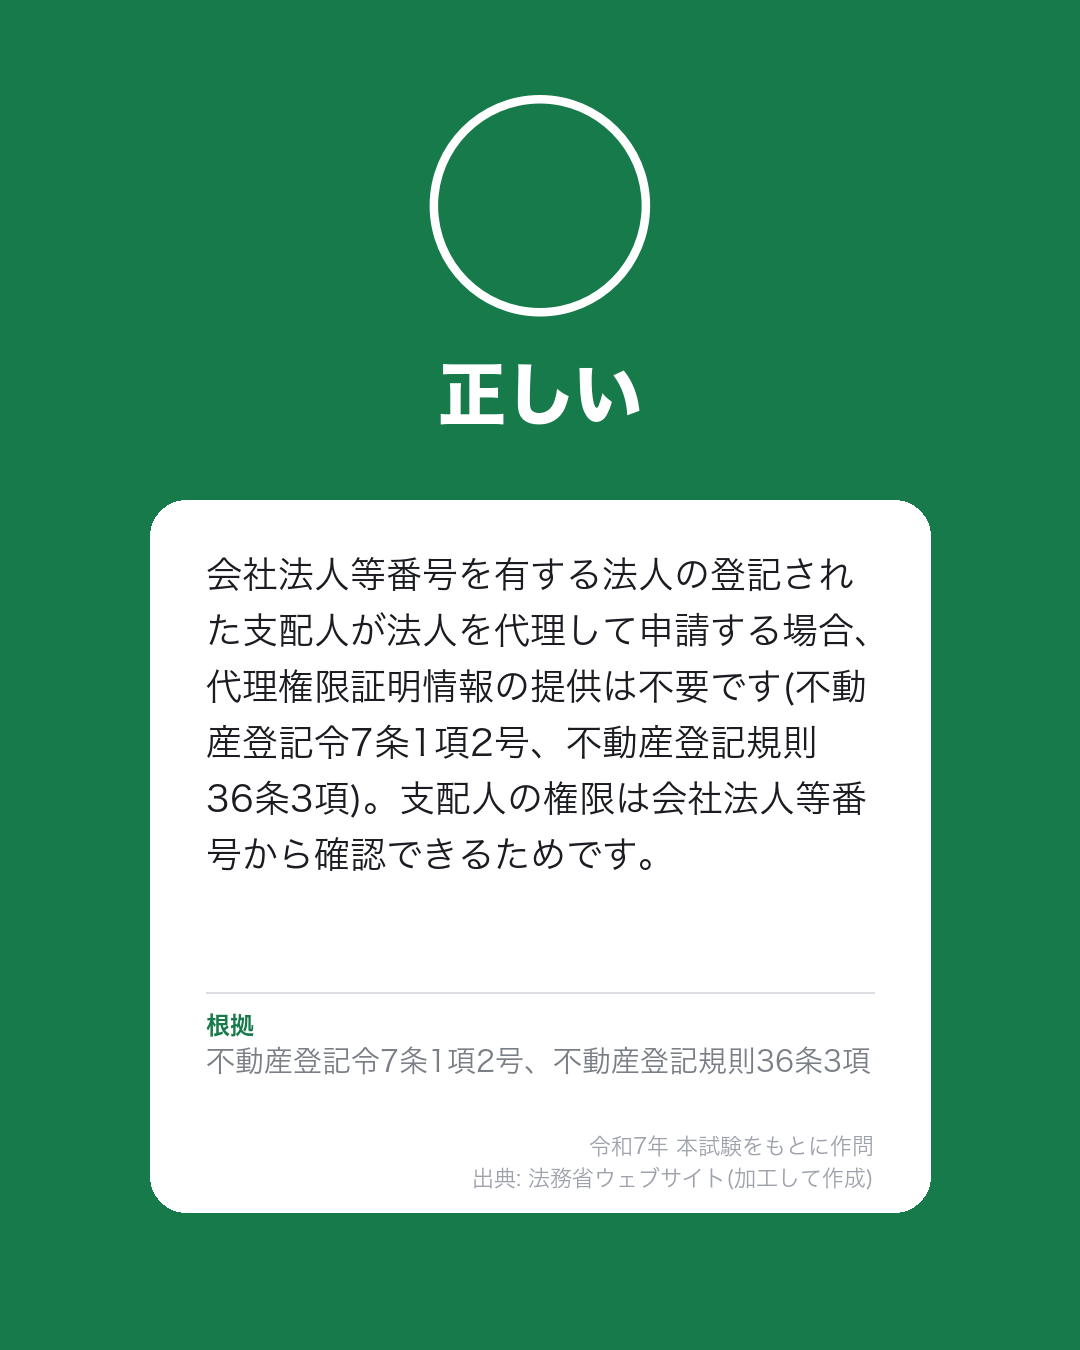 正しい
会社法人等番号を有する法人の登記され
た支配人が法人を代理して申請する場合、
代理権限証明情報の提供は不要です(不動
産登記令7条1項2号、不動産登記規則
36条3項)。支配人の権限は会社法人等番
号から確認できるためです。
根拠
不動産登記令7条1項2号、不動産登記規則36条3項
令和7年 本試験をもとに作問
出典: 法務省ウェブサイト(加工して作成)